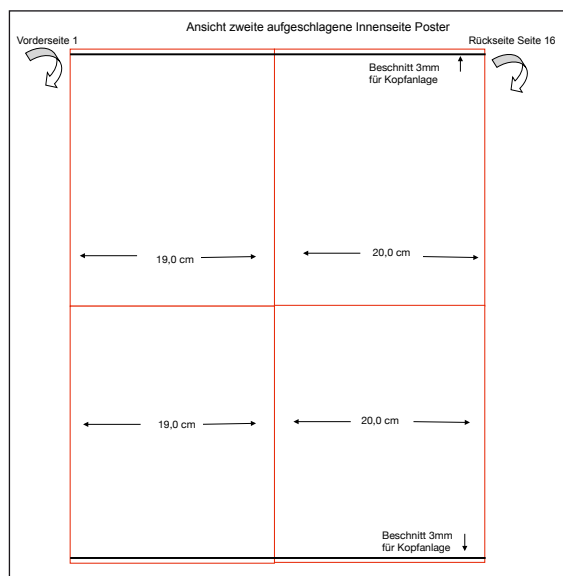 Ansicht zweite aufgeschlagene Innenseite Poster
Vorderseite 1
Rückseite Seite 16
Beschnitt 3mm
für Kopfanlage
19,0 cm
20,0 cm
19,0 cm
20,0 cm
Beschnitt 3mm
für Kopfanlage